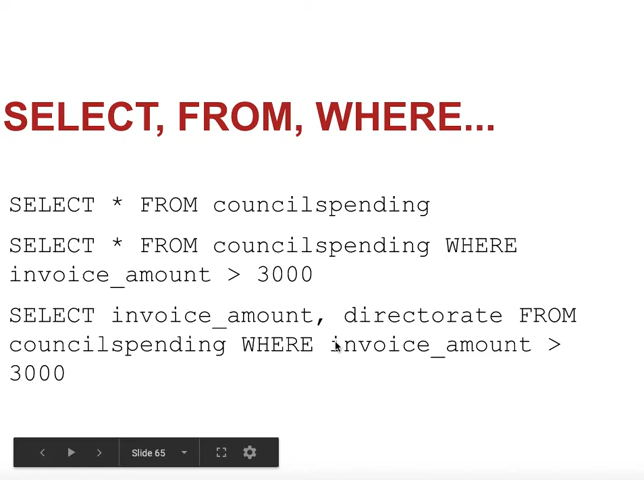 SELECT, FROM, WHERE...
SELECT * FROM councilspending
SELECT * FROM councilspending WHERE
invoice_amount > 3000
SELECT invoice_amount, directorate FROM
councilspending WHERE invoice_amount >
3000
Slide 65